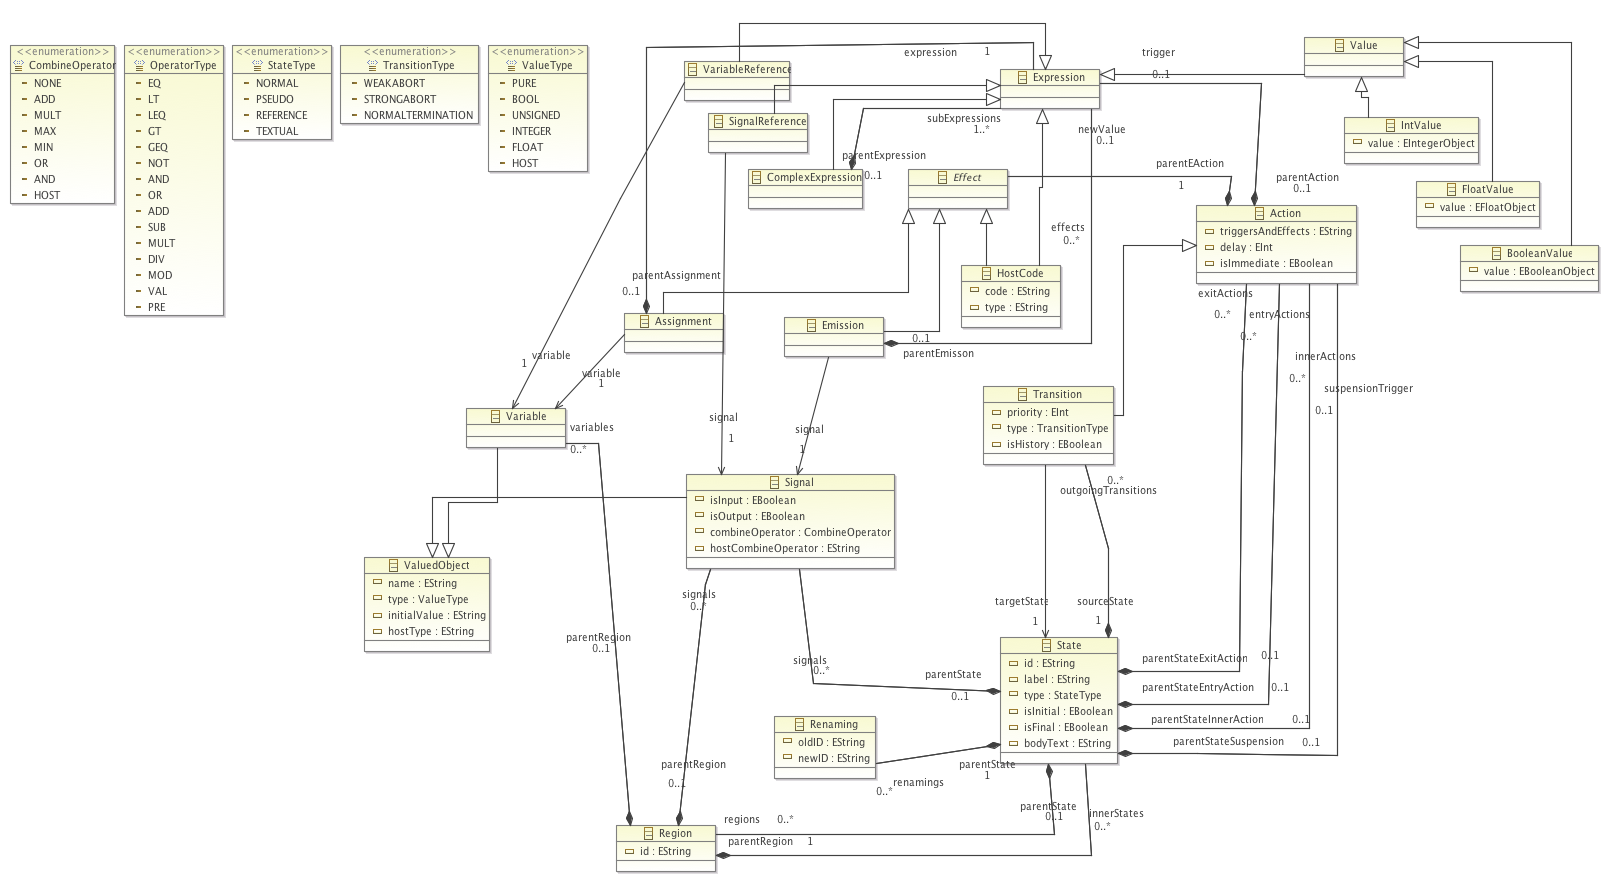 <<enumeration>>
CombineOperator
NONE
ADD
MULT
MAX
MIN
OR
AND
HOST
<<enumeration>>
OperatorType
EQ
LT
LEQ
GT
GEQ
NOT
AND
OR
ADD
SUB
MULT
DIV
MOD
VAL
PRE
<<enumeration>>
StateType
NORMAL
PSEUDO
REFERENCE
TEXTUAL
<<enumeration>>
TransitionType
WEAKABORT
STRONGABORT
NORMALTERMINATION
<<enumeration>>
ValueType
PURE
BOOL
UNSIGNED
INTEGER
FLOAT
HOST
VariableReference
expression 1
Expression
trigger
0..1
Value
SignalReference
subExpressions
1..*
newValue
0..1
IntValue
value : EIntegerObject
parentExpression
0..1
ComplexExpression
Effect
parentEAction
1
parentAction
0..1
FloatValue
value : EFloatObject
Action
triggersAndEffects : EString
delay : EInt
isImmediate : EBoolean
effects
0..*
BooleanValue
value : EBooleanObject
HostCode
code : EString
type : EString
parentAssignment
0..1
exitActions
0..*
entryActions
0..*
Assignment
Emission
0..1
parentEmisson
innerActions
0..*
suspensionTrigger
0..1
variable
1
variable
1
Transition
priority : EInt
type : TransitionType
isHistory : EBoolean
Variable
variables
0..*
signal
1
signal
1
0..*
outgoingTransitions
Signal
isInput : EBoolean
isOutput : EBoolean
combineOperator : CombineOperator
hostCombineOperator : EString
ValuedObject
name : EString
type : ValueType
initialValue : EString
hostType : EString
signals
0..*
targetState
1
sourceState
1
parentRegion
0..1
signals
0..*
State
id : EString
label : EString
type : StateType
isInitial : EBoolean
isFinal : EBoolean
bodyText : EString
parentState
0..1
parentStateExitAction
0..1
parentStateEntryAction
0..1
parentStateInnerAction
0..1
parentStateSuspension
0..1
Renaming
oldID : EString
newID : EString
parentState
1
renamings
0..*
parentRegion
0..1
parentState
0..1
innerStates
0..*
regions 0..*
parentRegion 1
Region
id : EString